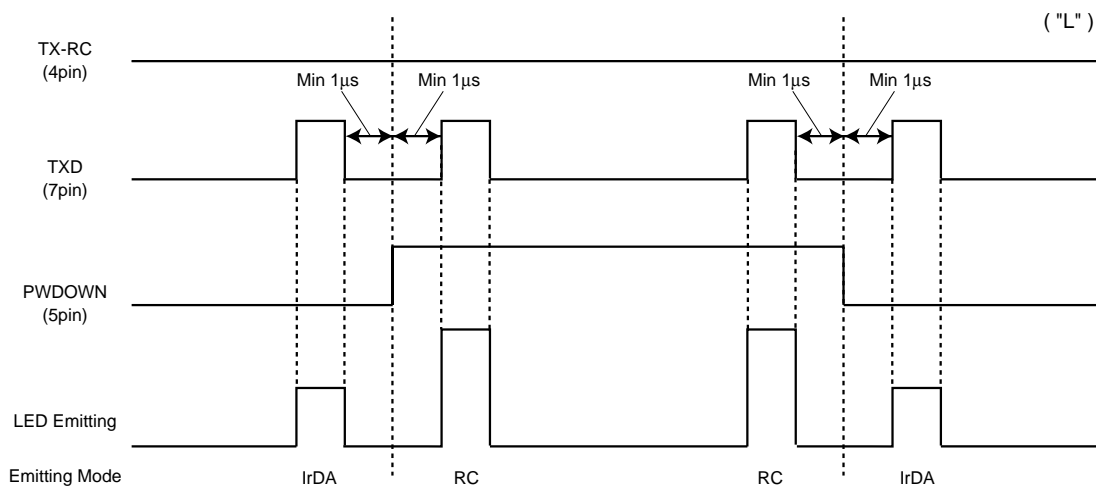 ( "L" )
TX-RC
(4pin)
Min 1µs
Min 1µs
Min 1µs
Min 1µs
TXD
(7pin)
PWDOWN
(5pin)
LED Emitting
Emitting Mode
IrDA
RC
RC
IrDA